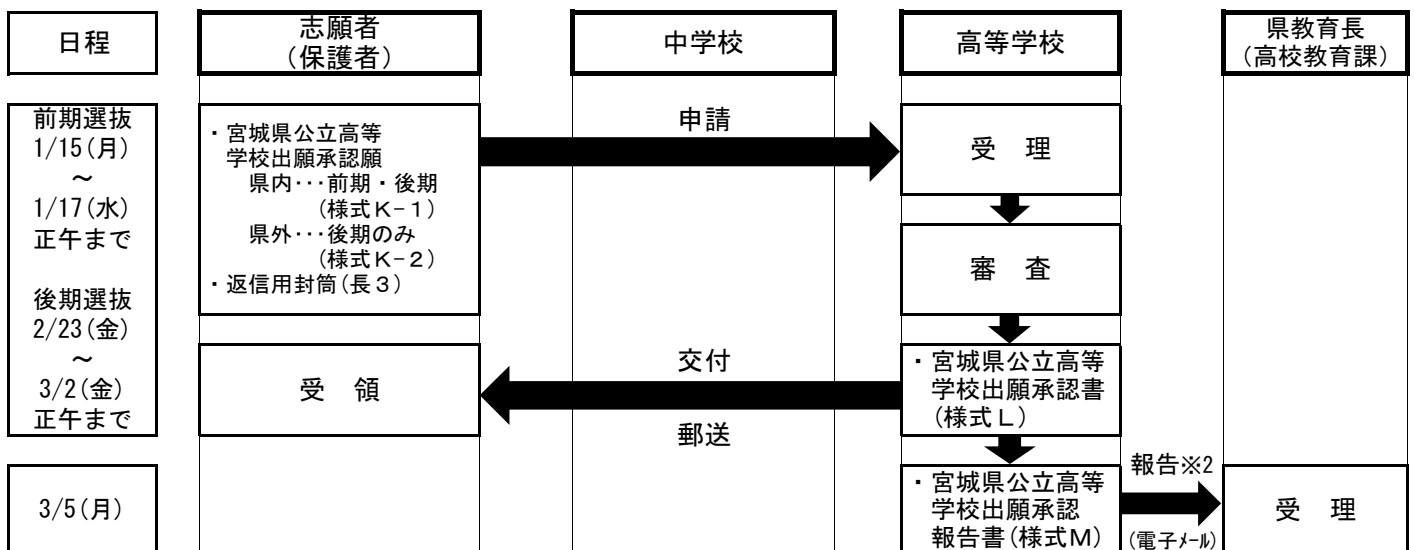 日程
志願者
（保護者）
中学校
高等学校
県教育長
（高校教育課）
前期選抜
1/15(月)
～
1/17(水)
正午まで
後期選抜
2/23(金)
～
3/2(金)
正午まで
・宮城県公立高等
学校出願承認願
県内･･･前期・後期
（様式Ｋ-１）
県外･･･後期のみ
（様式Ｋ-２）
・返信用封筒(長３)
申請
受　理
審　査
受　領
交付
郵送
・宮城県公立高等
学校出願承認書
(様式Ｌ)
3/5(月)
・宮城県公立高等
学校出願承認
報告書(様式Ｍ)
報告※2
(電子ﾒｰﾙ)
受　理